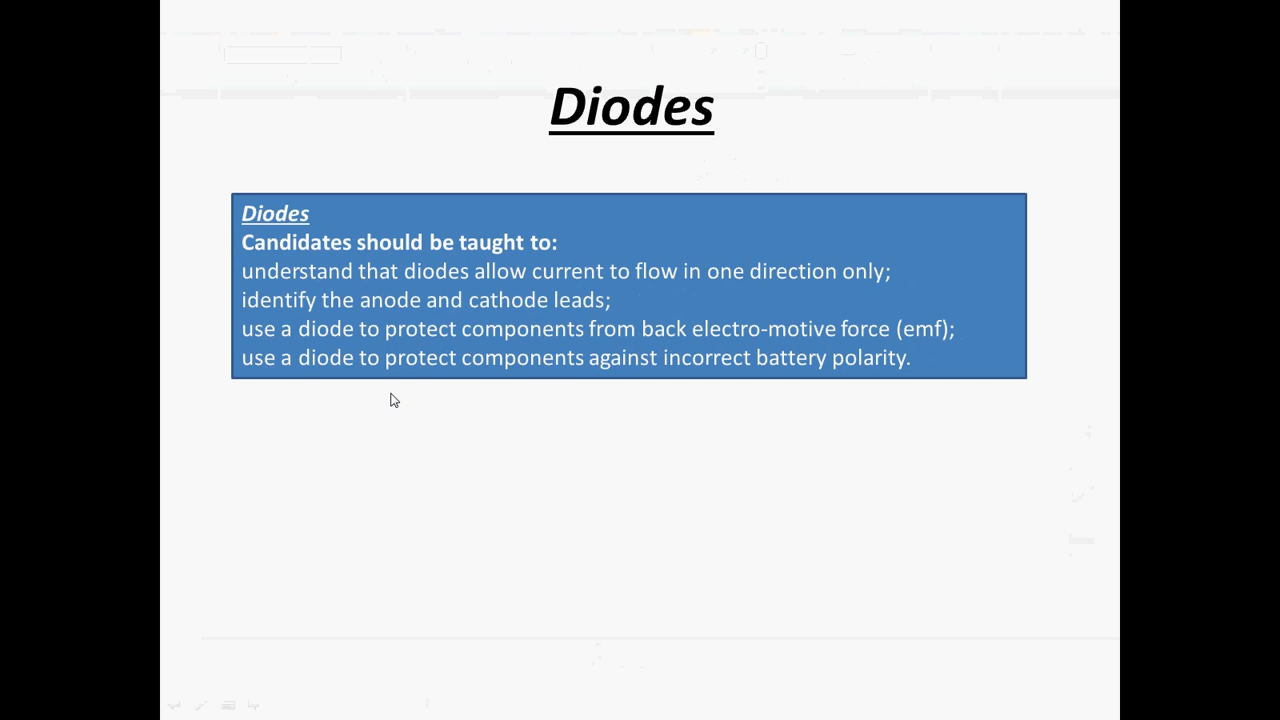 Diodes
Diodes
Candidates should be taught to:
understand that diodes allow current to flow in one direction only;
identify the anode and cathode leads;
use a diode to protect components from back electro-motive force (emf);
use a diode to protect components against incorrect battery polarity.